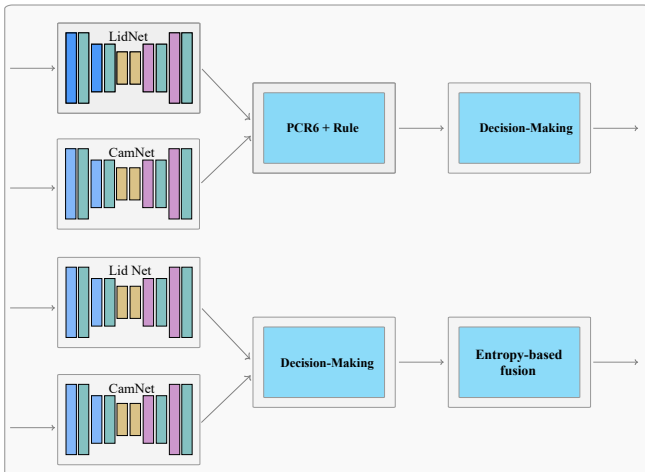 LidNet
PCR6 + Rule
Decision-Making
CamNet
Lid Net
Decision-Making
Entropy-based
fusion
CamNet